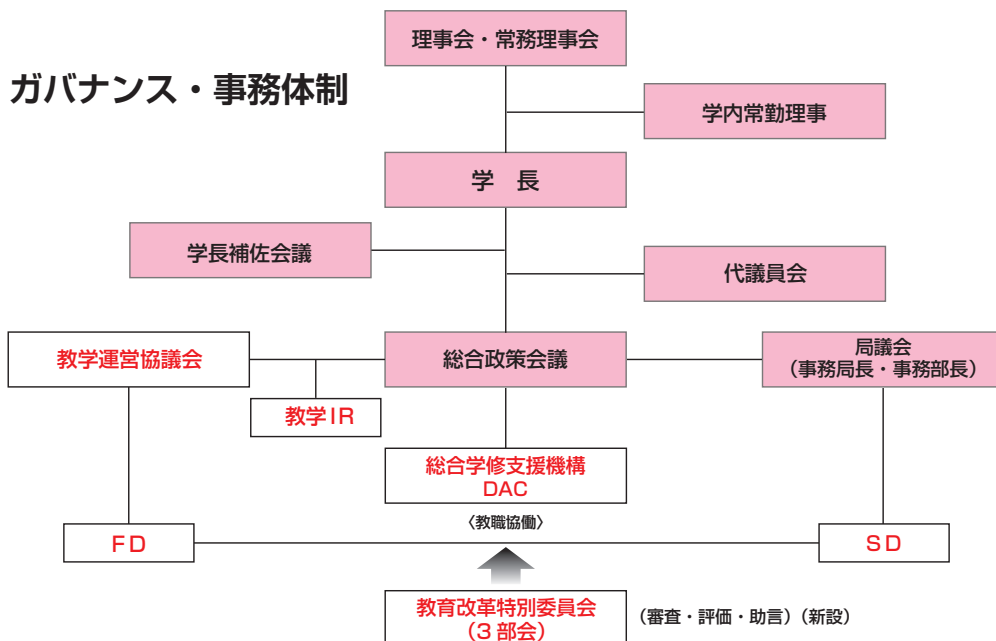 理事会・常務理事会
ガバナンス・事務体制
学内常勤理事
学　長
学長補佐会議
代議員会
教学運営協議会
総合政策会議
局議会
（事務局長・事務部長）
教学IR
総合学修支援機構
DAC
〈教職協働〉
FD
SD
教育改革特別委員会
（3部会）
（審査・評価・助言）（新設）